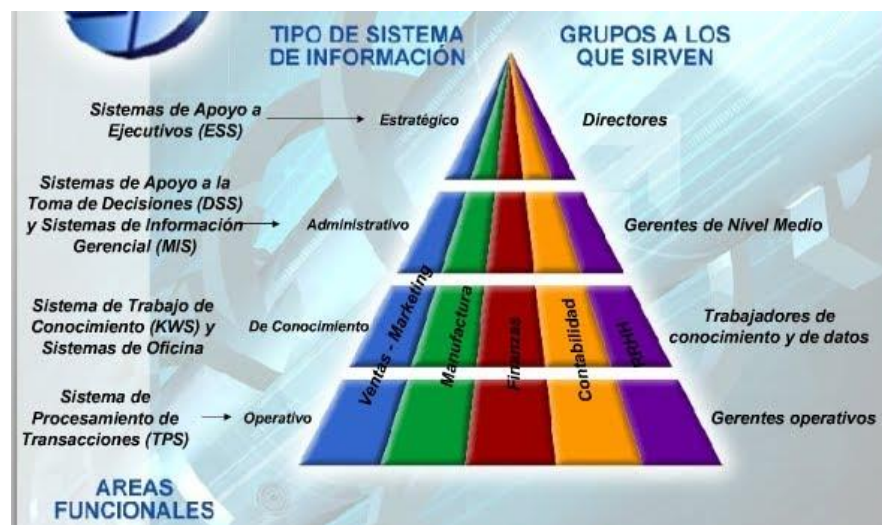 TIPO DE SISTEMA
DE INFORMACIÓN
GRUPOS A LOS
QUE SIRVEN
Sistemas de Apoyo a
Ejecutivos (ESS)
Estratégico
Directores
Sistemas de Apoyo a la
Toma de Decisiones (DSS)
y Sistemas de Información
Gerencial (MIS)
Administrativo
Gerentes de Nivel Medio
Sistema de Trabajo de
Conocimiento (KWS) y
Sistemas de Oficina
De Conocimiento
Trabajadores de
conocimiento y de datos
Sistema de
Procesamiento de
Transacciones (TPS)
Operativo
Gerentes operativos
Ventas - Marketing
Manufactura
Finanzas
Contabilidad
RRHH
AREAS
FUNCIONALES